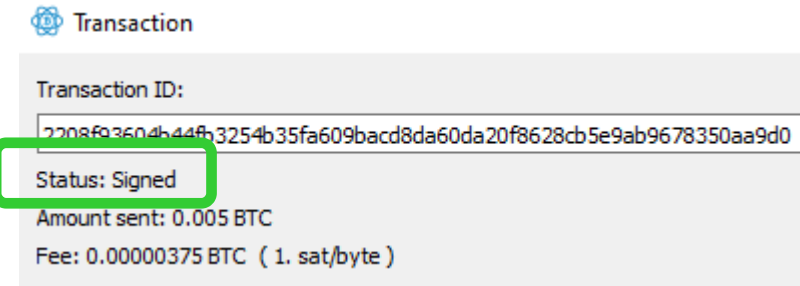 Transaction
Transaction ID:
2208f93604b44fb3254b35fa609bacd8da60da20f8628cb5e9ab9678350aa9d0
Status: Signed
Amount sent: 0.005 BTC
Fee: 0.00000375 BTC ( 1. sat/byte )